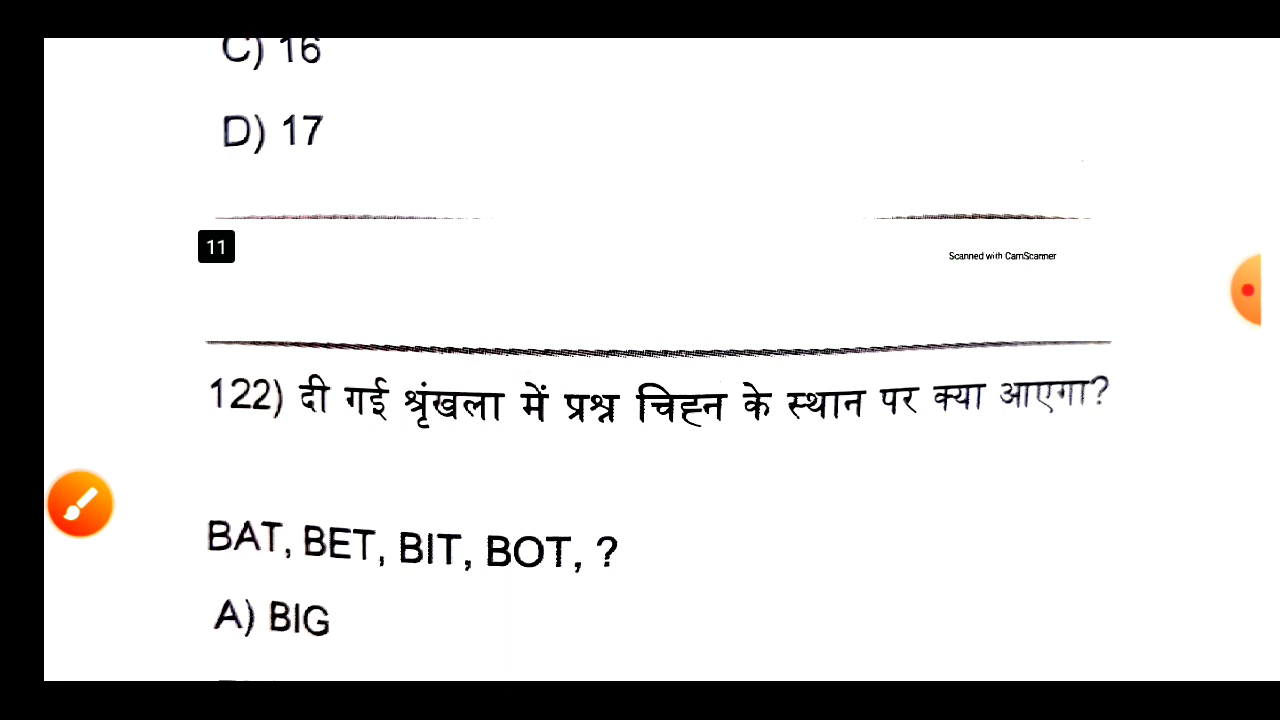 C) 16
D) 17
11
Scanned with CamScanner
122) दी गई श्रृंखला में प्रश्न चिह्न के स्थान पर क्या आएगा?
BAT, BET, BIT, BOT, ?
A) BIG